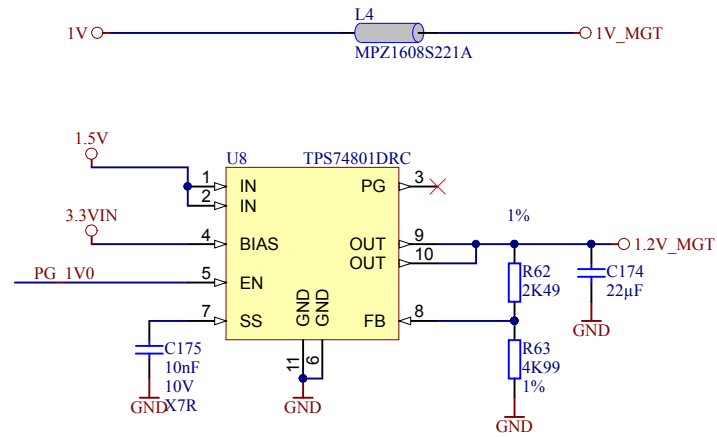 L4
1V
1V_MGT
MPZ1608S221A
1.5V
U8
TPS74801DRC
1
IN
PG
3
2
IN
1%
3.3VIN
4
BIAS
OUT
9
1.2V_MGT
OUT
10
R62
2K49
C174
22µF
PG_1V0
5
EN
GND
7
SS
GND
GND
FB
8
C175
10nF
10V
X7R
R63
4K99
1%
11
6
GND
GND
GND